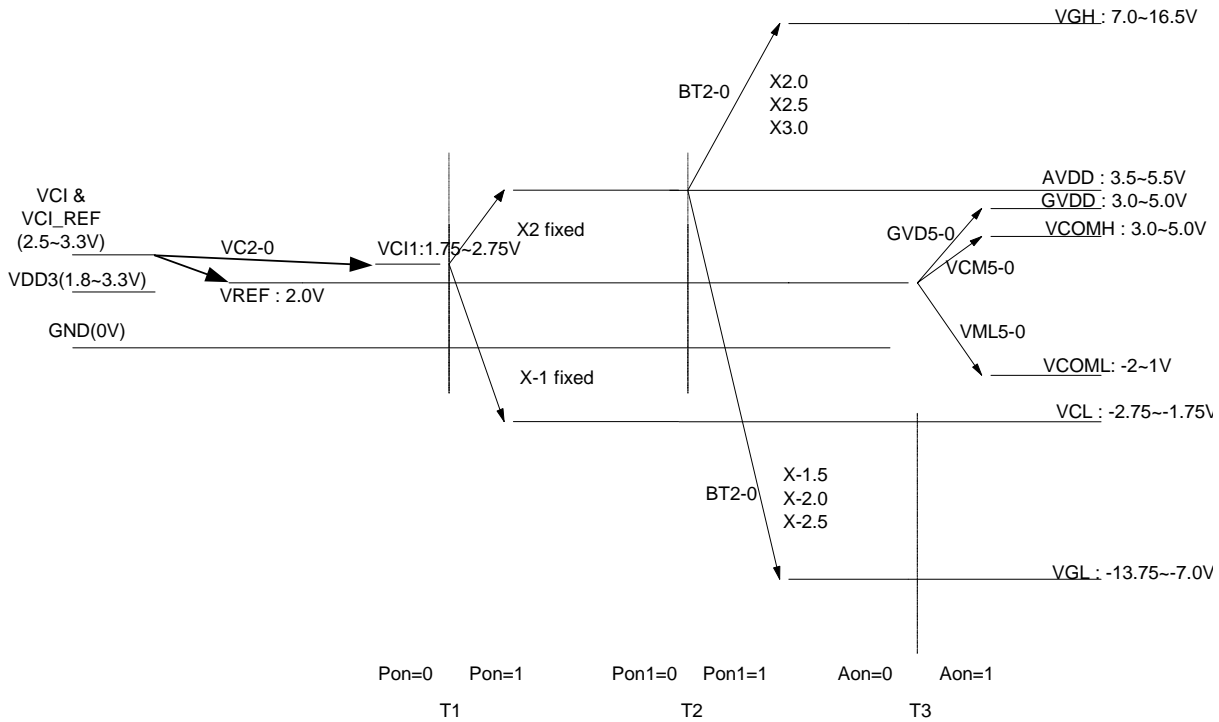 VGH : 7.0~16.5V
BT2-0
X2.0
X2.5
X3.0
VCI &
VCI_REF
(2.5~3.3V)
AVDD : 3.5~5.5V
GVDD : 3.0~5.0V
X2 fixed
GVD5-0
VCOMH : 3.0~5.0V
VC2-0
VCI1:1.75~2.75V
VCM5-0
VDD3(1.8~3.3V)
VREF : 2.0V
GND(0V)
VML5-0
VCOML: -2~1V
X-1 fixed
VCL : -2.75~-1.75V
BT2-0
X-1.5
X-2.0
X-2.5
VGL : -13.75~-7.0V
Pon=0 Pon=1 Pon1=0 Pon1=1 Aon=0 Aon=1
T1 T2 T3